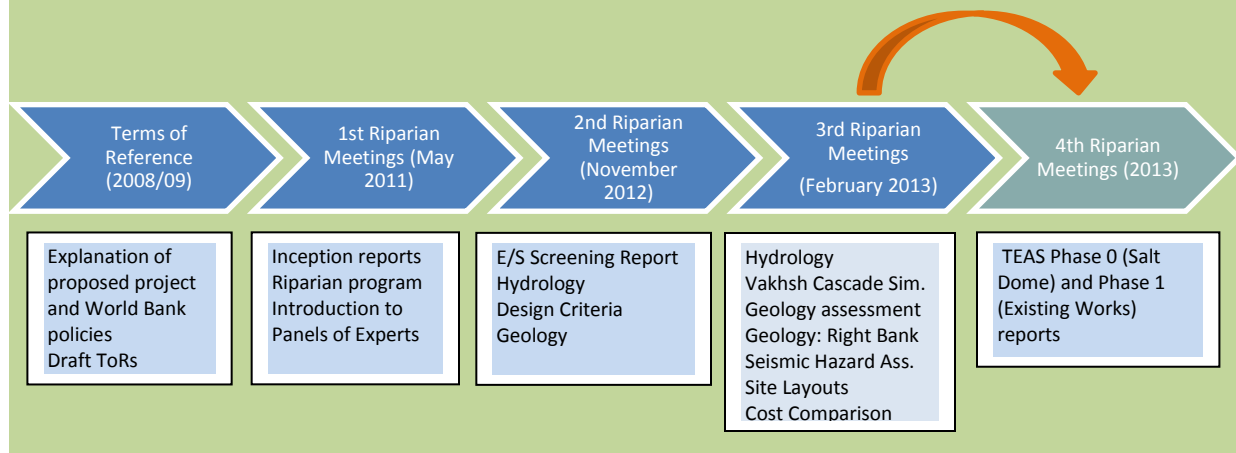 Terms of
Reference
(2008/09)
1st Riparian
Meetings (May
2011)
2nd Riparian
Meetings
(November
2012)
3rd Riparian
Meetings
(February 2013)
4th Riparian
Meetings (2013)
Explanation of
proposed project
and World Bank
policies
Draft ToRs
Inception reports
Riparian program
Introduction to
Panels of Experts
E/S Screening Report
Hydrology
Design Criteria
Geology
Hydrology
Vakhsh Cascade Sim.
Geology assessment
Geology: Right Bank
Seismic Hazard Ass.
Site Layouts
Cost Comparison
TEAS Phase 0 (Salt
Dome) and Phase 1
(Existing Works)
reports